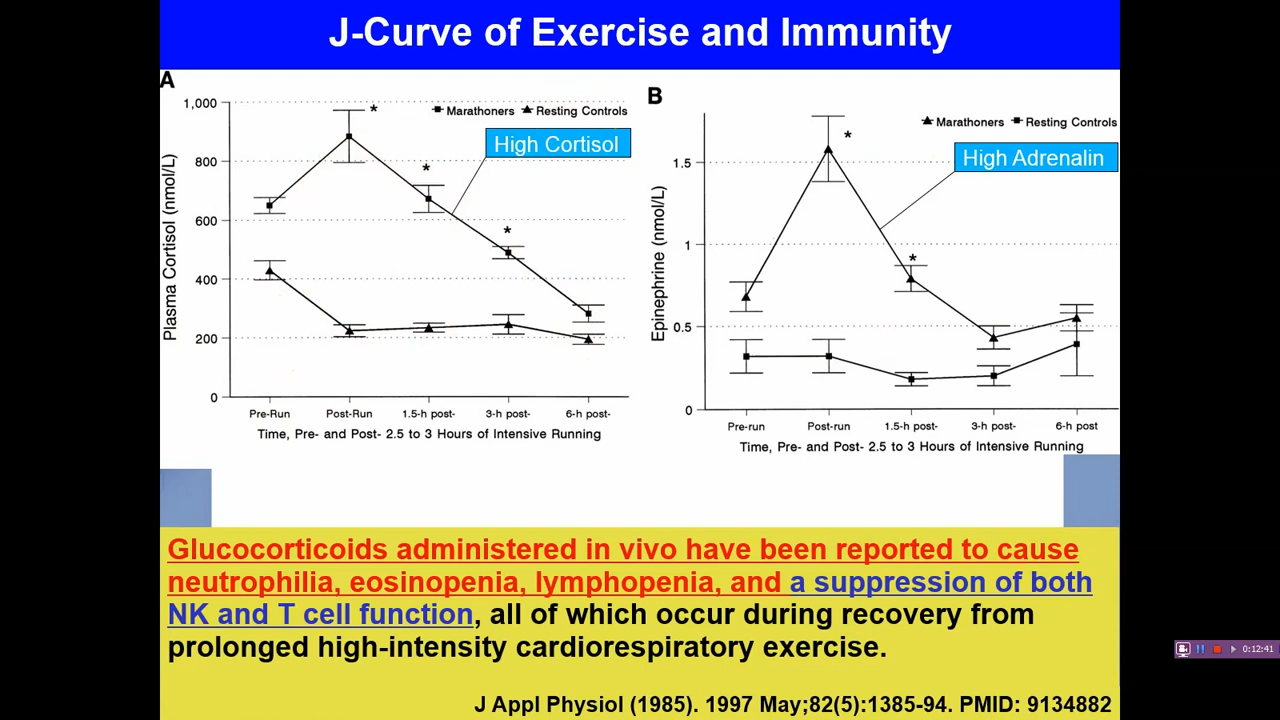 J-Curve of Exercise and Immunity
A
1,000
800
600
400
200
0
Plasma Cortisol (nmol/L)
Marathoners Resting Controls
High Cortisol
*
*
*
Pre-Run Post-Run 1.5-h post- 3-h post- 6-h post-
Time, Pre- and Post- 2.5 to 3 Hours of Intensive Running
B
1.5
1
0.5
0
Epinephrine (nmol/L)
Marathoners Resting Controls
High Adrenalin
*
*
Pre-run Post-run 1.5-h post- 3-h post- 6-h post
Time, Pre- and Post- 2.5 to 3 Hours of Intensive Running
Glucocorticoids administered in vivo have been reported to cause
neutrophilia, eosinopenia, lymphopenia, and a suppression of both
NK and T cell function, all of which occur during recovery from
prolonged high-intensity cardiorespiratory exercise.
J Appl Physiol (1985). 1997 May;82(5):1385-94. PMID: 9134882
0:12:41